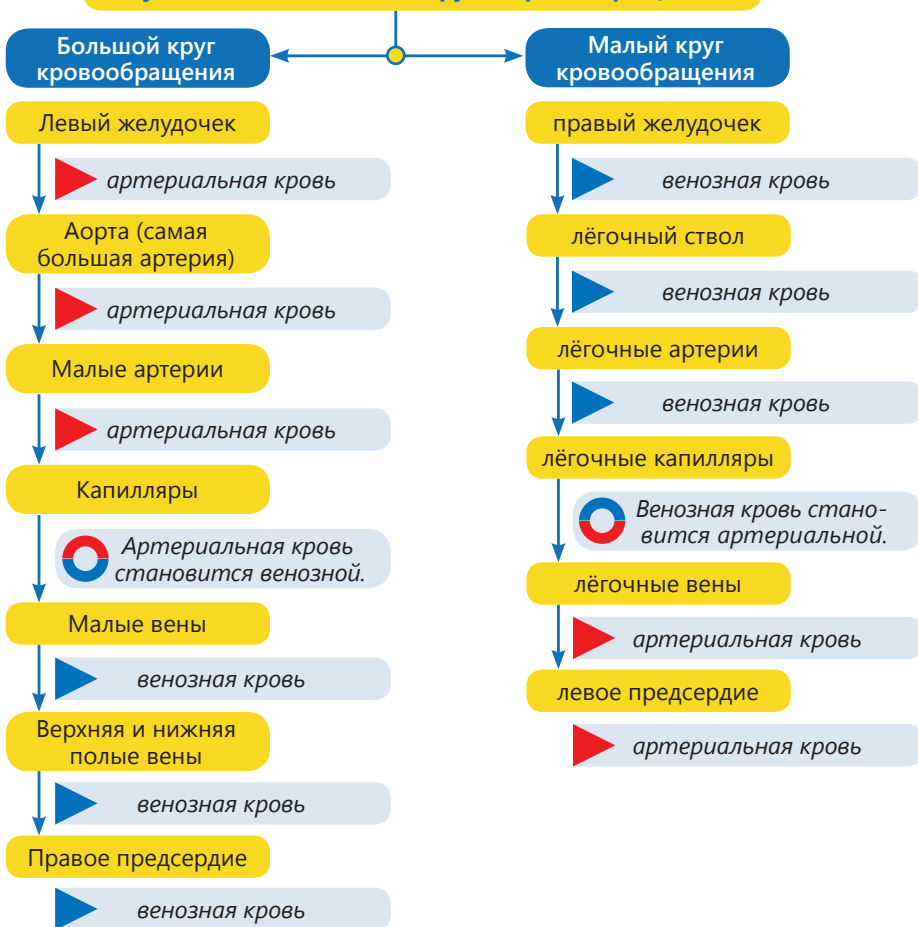 Большой круг
кровообращения
Левый желудочек
артериальная кровь
Аорта (самая
большая артерия)
артериальная кровь
Малые артерии
артериальная кровь
Капилляры
Артериальная кровь
становится венозной.
Малые вены
венозная кровь
Верхняя и нижняя
полые вены
венозная кровь
Правое предсердие
венозная кровь
Малый круг
кровообращения
правый желудочек
венозная кровь
лёгочный ствол
венозная кровь
лёгочные артерии
венозная кровь
лёгочные капилляры
Венозная кровь стано-
вится артериальной.
лёгочные вены
артериальная кровь
левое предсердие
артериальная кровь